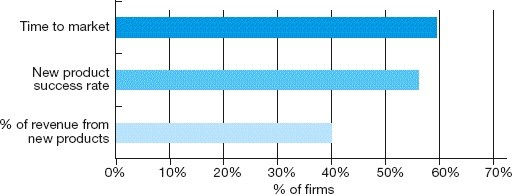 Time to market
New product
success rate
% of revenue from
new products
0% 10% 20% 30% 40% 50% 60% 70%
% of firms